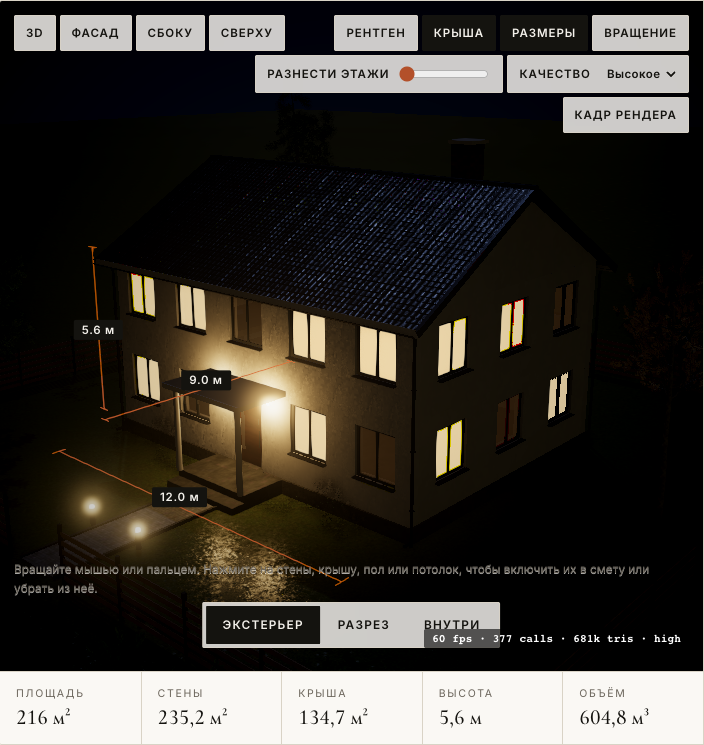 3D ФАСАД СБОКУ СВЕРХУ РЕНТГЕН КРЫША РАЗМЕРЫ ВРАЩЕНИЕ
РАЗНЕСТИ ЭТАЖИ КАЧЕСТВО Высокое
КАДР РЕНДЕРА
5.6 м
9.0 м
12.0 м
Вращайте мышью или пальцем. Нажмите на стены, крышу, пол или потолок, чтобы включить их в смету или
убрать из неё.
ЭКСТЕРЬЕР РАЗРЕЗ ВНУТРИ
60 fps · 377 calls · 681k tris · high
ПЛОЩАДЬ СТЕНЫ КРЫША ВЫСОТА ОБЪЁМ
216 м² 235,2 м² 134,7 м² 5,6 м 604,8 м³